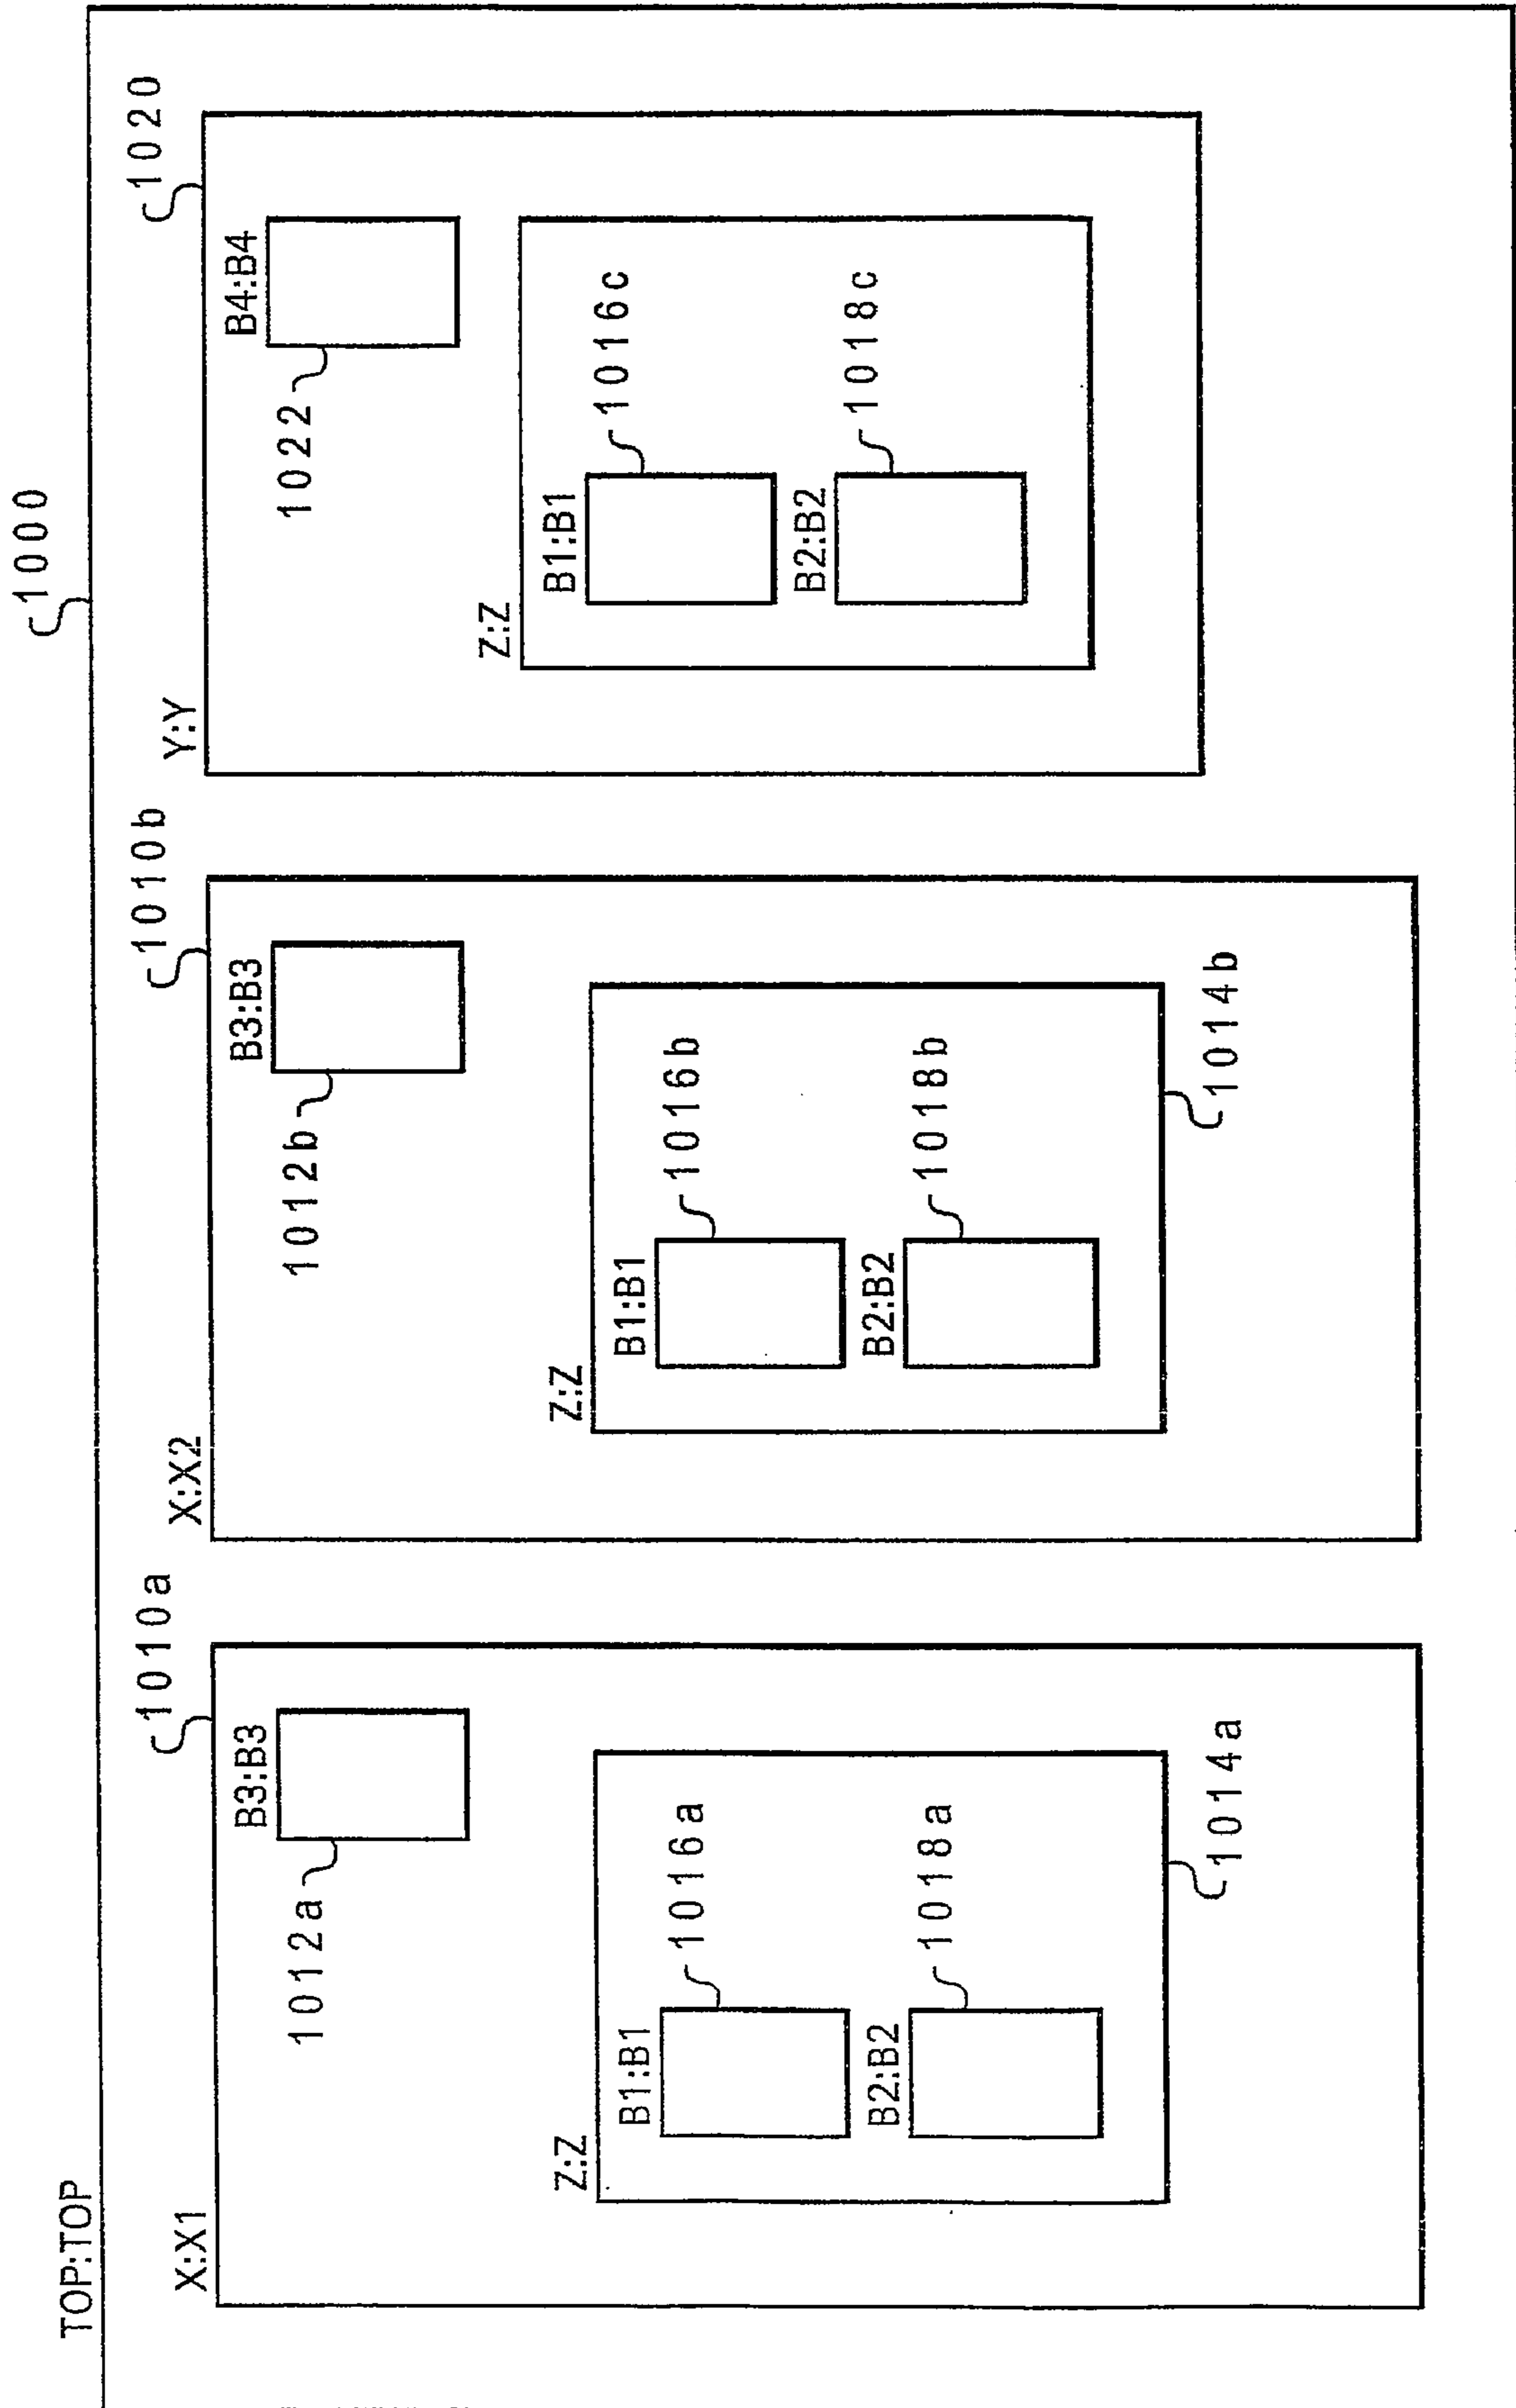 1000
TOP:TOP
X:X1
1010a
B3:B3
1012a
Z:Z
B1:B1
1016a
B2:B2
1018a
1014a
X:X2
1010b
B3:B3
1012b
Z:Z
B1:B1
1016b
B2:B2
1018b
1014b
Y:Y
1020
B4:B4
1022
Z:Z
B1:B1
1016c
B2:B2
1018c